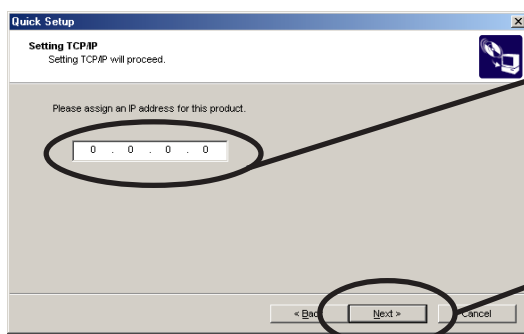 Quick Setup
Setting TCP/IP
Setting TCP/IP will proceed.
Please assign an IP address for this product.
0 . 0 . 0 . 0
< Bac Next > Cancel